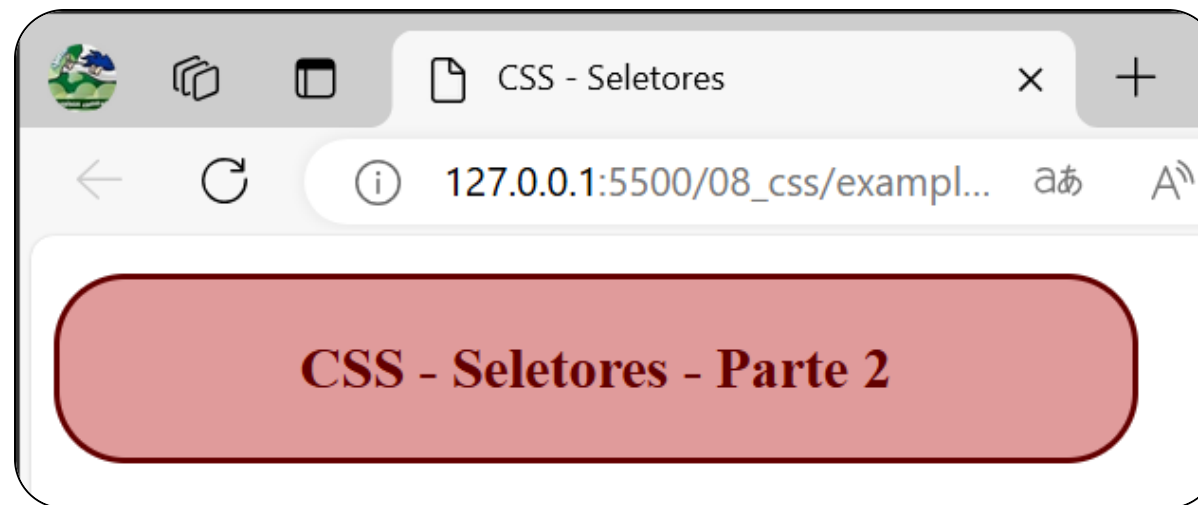 CSS - Seletores
127.0.0.1:5500/08_css/exampl...
aあ
A
CSS - Seletores - Parte 2